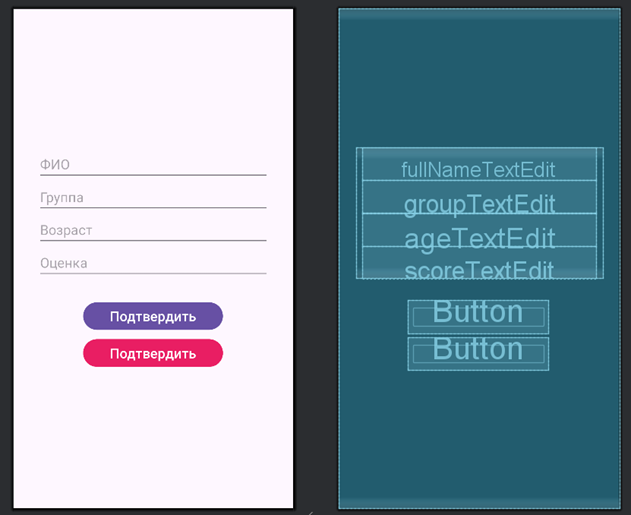 ФИО
Группа
Возраст
Оценка
Подтвердить
Подтвердить
fullNameTextEdit
groupTextEdit
ageTextEdit
scoreTextEdit
Button
Button